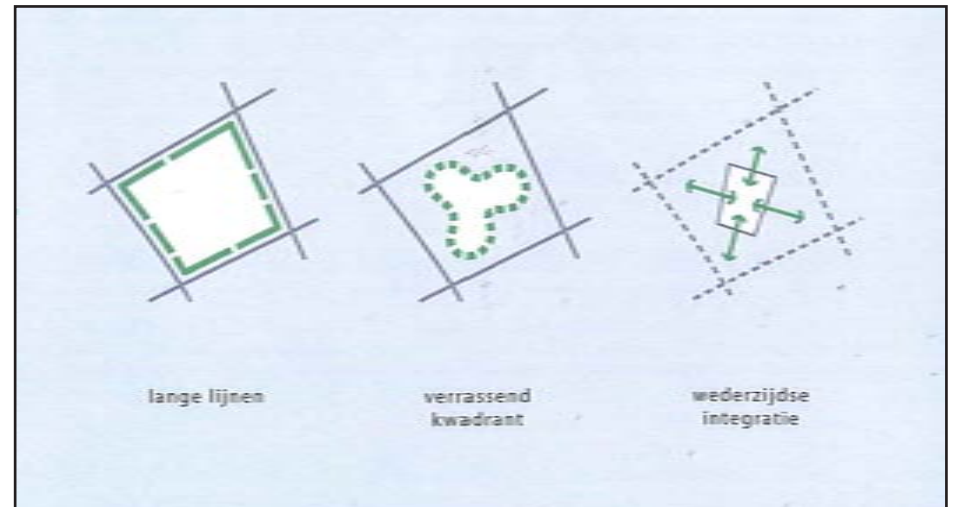 lange lijnen
verrassend
kwadrant
wederzijdse
integratie